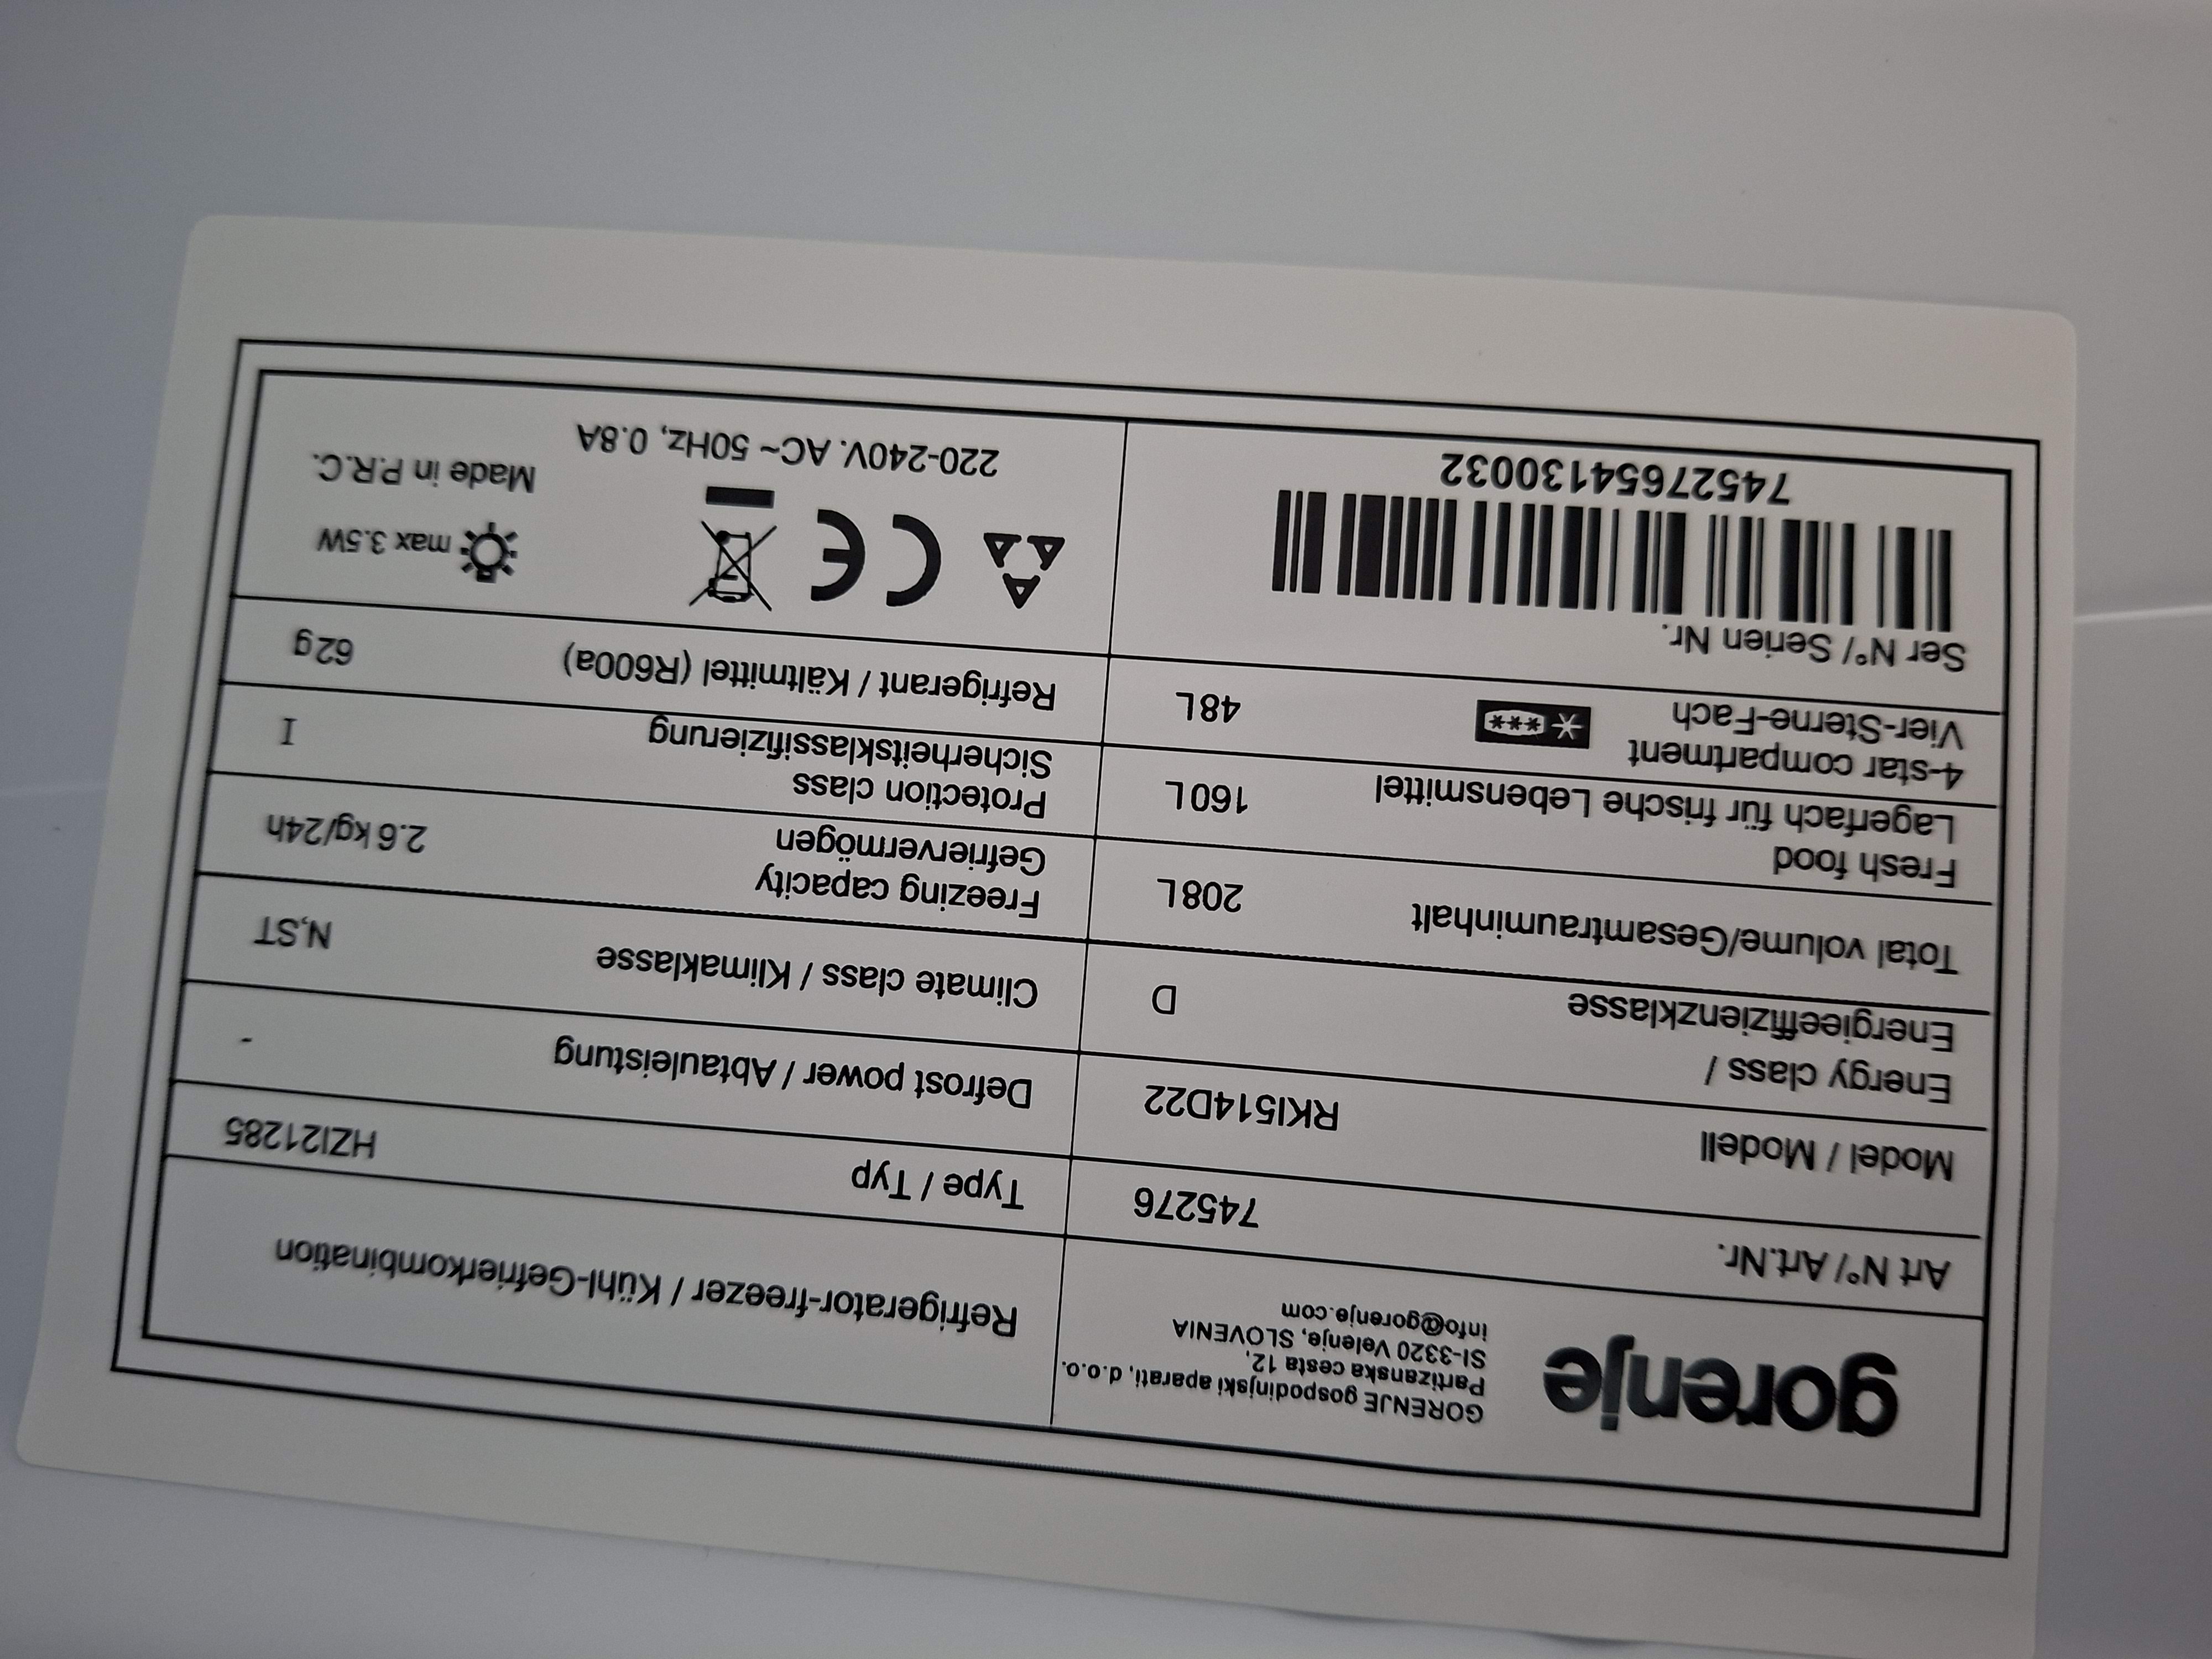 gorenje
GORENJE gospodinjski aparati, d.o.o.
Partizanska cesta 12,
SI-3320 Velenje, SLOVENIA
info@gorenje.com
Refrigerator-freezer / Kühl-Gefrierkombination
Art N°/ Art.Nr. 745276
Type / Typ HZI21285
Model / Modell RKI514D22
Defrost power / Abtauleistung -
Energy class /
Energieeffizienzklasse D
Climate class / Klimaklasse N,ST
Total volume/Gesamtrauminhalt 208L
Freezing capacity
Gefriervermögen 2.6 kg/24h
Fresh food
Lagerfach für frische Lebensmittel 160L
Protection class
Sicherheitsklassifizierung I
4-star compartment
Vier-Sterne-Fach 48L
Refrigerant / Kältmittel (R600a) 62g
Ser N°/ Serien Nr.
7452765413​0032
CE
max 3.5W
220-240V. AC~ 50Hz, 0.8A
Made in P.R.C.